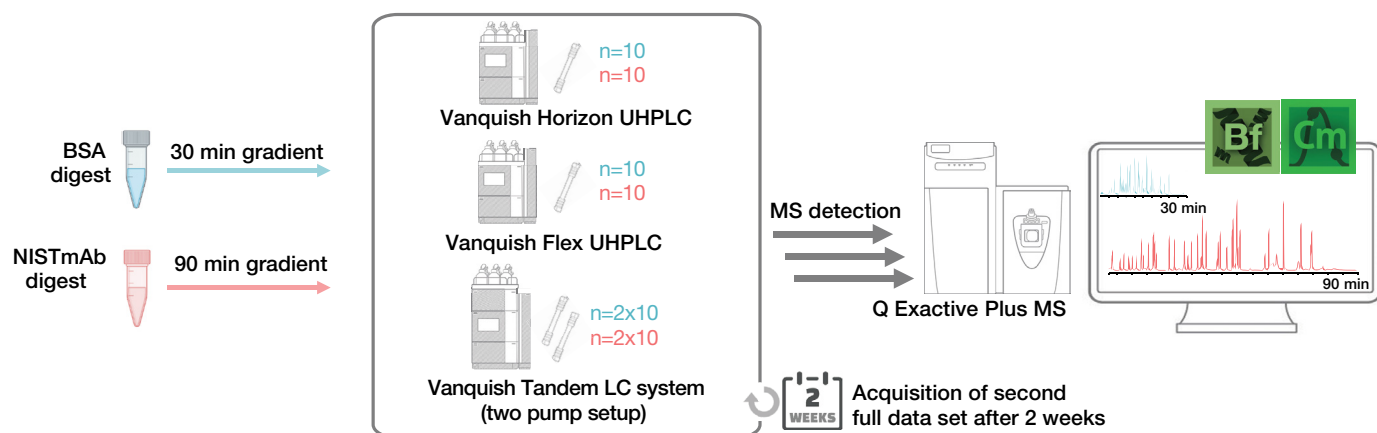 BSA
digest
30 min gradient
NISTmAb
digest
90 min gradient
n=10
n=10
Vanquish Horizon UHPLC
n=10
n=10
Vanquish Flex UHPLC
n=2x10
n=2x10
Vanquish Tandem LC system
(two pump setup)
MS detection
Q Exactive Plus MS
Bf
Cm
30 min
90 min
2
WEEKS
Acquisition of second
full data set after 2 weeks